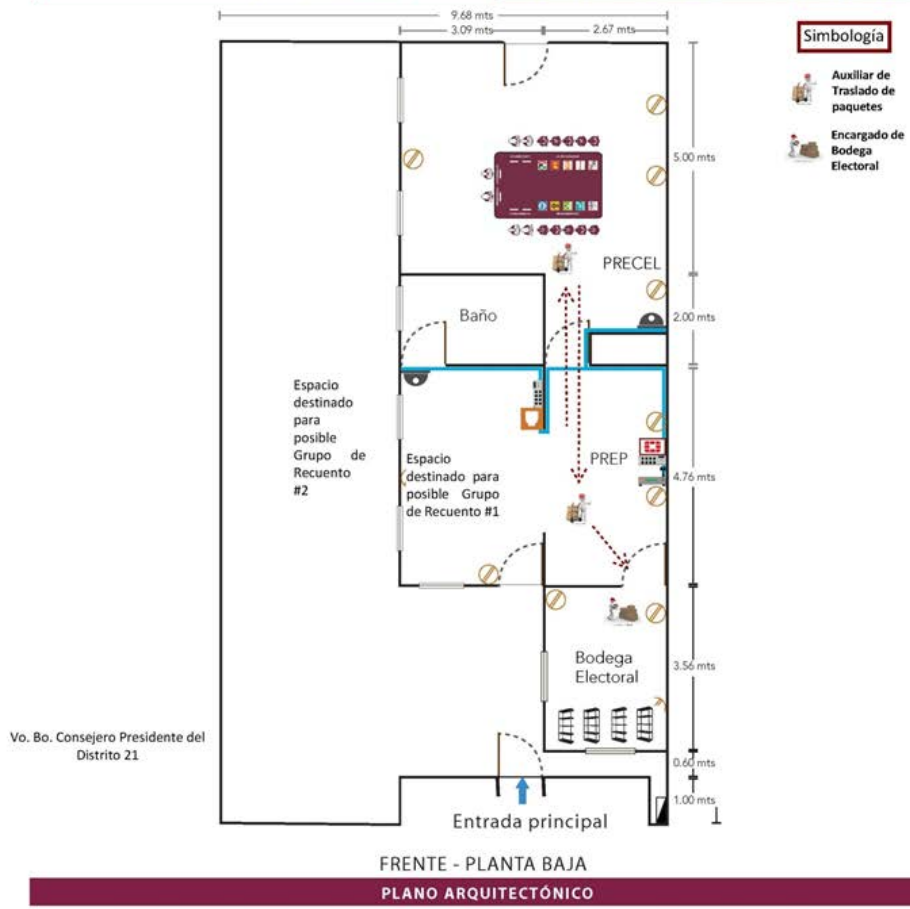 9.68 mts
3.09 mts
2.67 mts
Simbología
Auxiliar de
Traslado de
paquetes
Encargado de
Bodega
Electoral
5.00 mts
PRECEL
Baño
2.00 mts
Espacio
destinado
para
posible
Grupo de
Recuento
#2
Espacio
destinado para
posible Grupo
de Recuento #1
PREP
4.76 mts
Bodega
Electoral
3.56 mts
Vo. Bo. Consejero Presidente del
Distrito 21
0.60 mts
1.00 mts
Entrada principal
FRENTE - PLANTA BAJA
PLANO ARQUITECTÓNICO